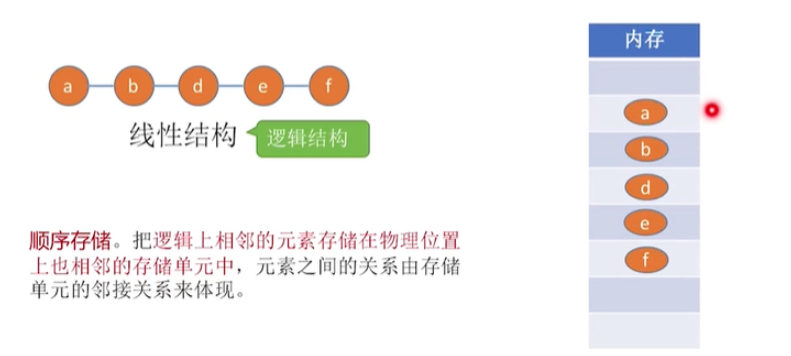 a b d e f
线性结构
逻辑结构
顺序存储。把逻辑上相邻的元素存储在物理位置
上也相邻的存储单元中，元素之间的关系由存储
单元的邻接关系来体现。
内存
a
b
d
e
f